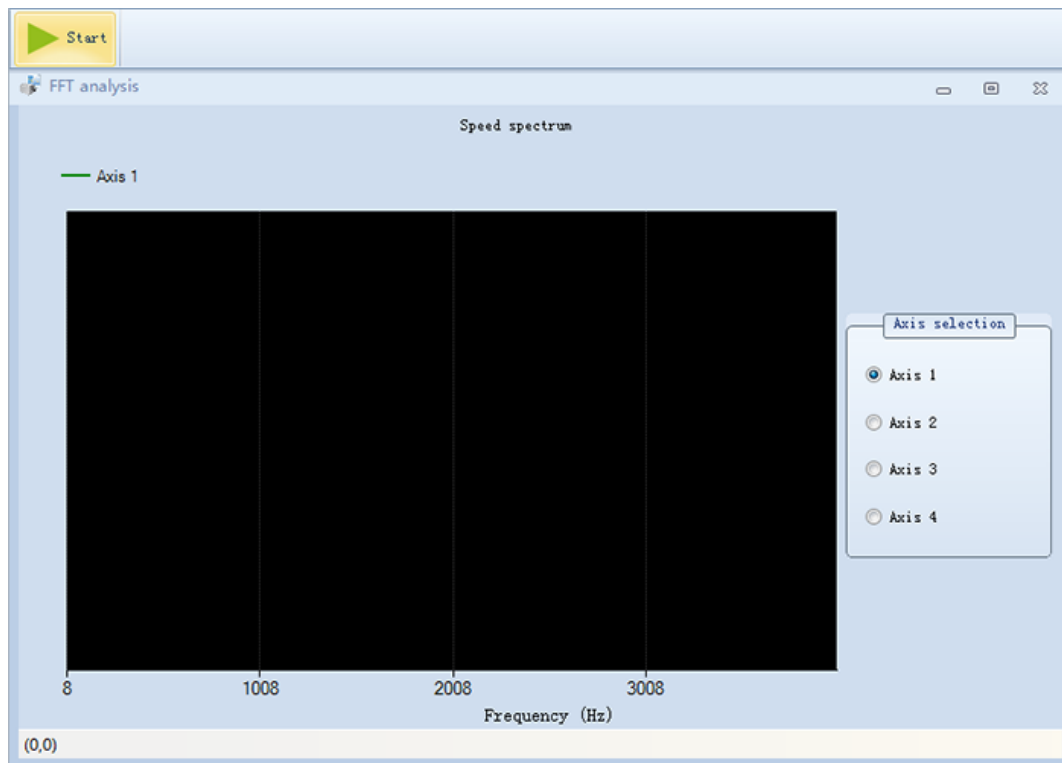 Start
FFT analysis
Speed spectrum
Axis 1
Axis selection
Axis 1
Axis 2
Axis 3
Axis 4
8 1008 2008 3008
Frequency (Hz)
(0,0)